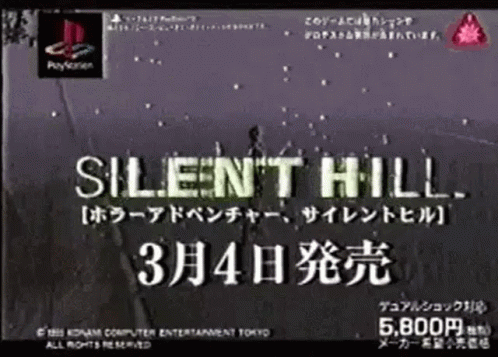 PlayStation
このゲームには暴力シーンや
グロテスクな表現が含まれています。
SILENT HILL.
[ホラーアドベンチャー、サイレントヒル]
3月4日発売
デュアルショック対応
5,800円(税別)
メーカー希望小売価格
KONAMI COMPUTER ENTERTAINMENT TOKYO
ALL RIGHTS RESERVED